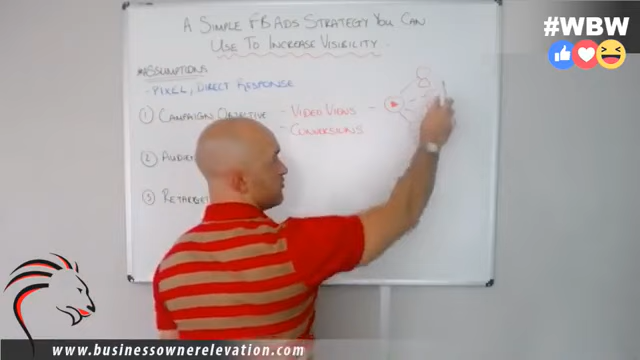 #WBW
A SIMPLE FB ADS STRATEGY YOU CAN
USE TO INCREASE VISIBILITY.
#ASSUMPTIONS
- PIXEL, DIRECT RESPONSE
1 CAMPAIGN OBJECTIVE - VIDEO VIEWS -
- CONVERSIONS
2 AUDIEN
3 RETARGET
www.businessownerelevation.com